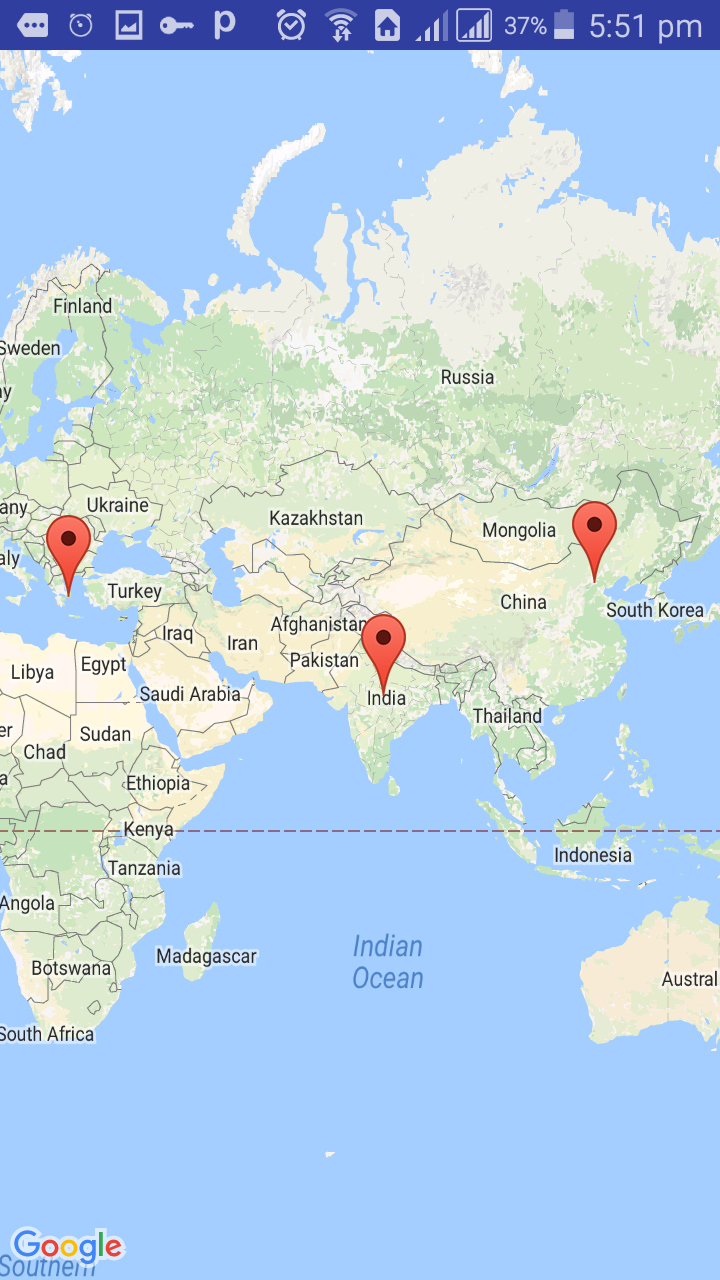 37% 5:51 pm
Finland
Sweden
ay
Russia
Ukraine
any
Kazakhstan
Mongolia
aly
Turkey
China
South Korea
Afghanistan
Iraq
Iran
Pakistan
Libya
Egypt
Saudi Arabia
India
Thailand
er
Sudan
Chad
a
Ethiopia
Kenya
Indonesia
Tanzania
Angola
Indian
Ocean
Madagascar
Botswana
Austral
South Africa
Google
Southern